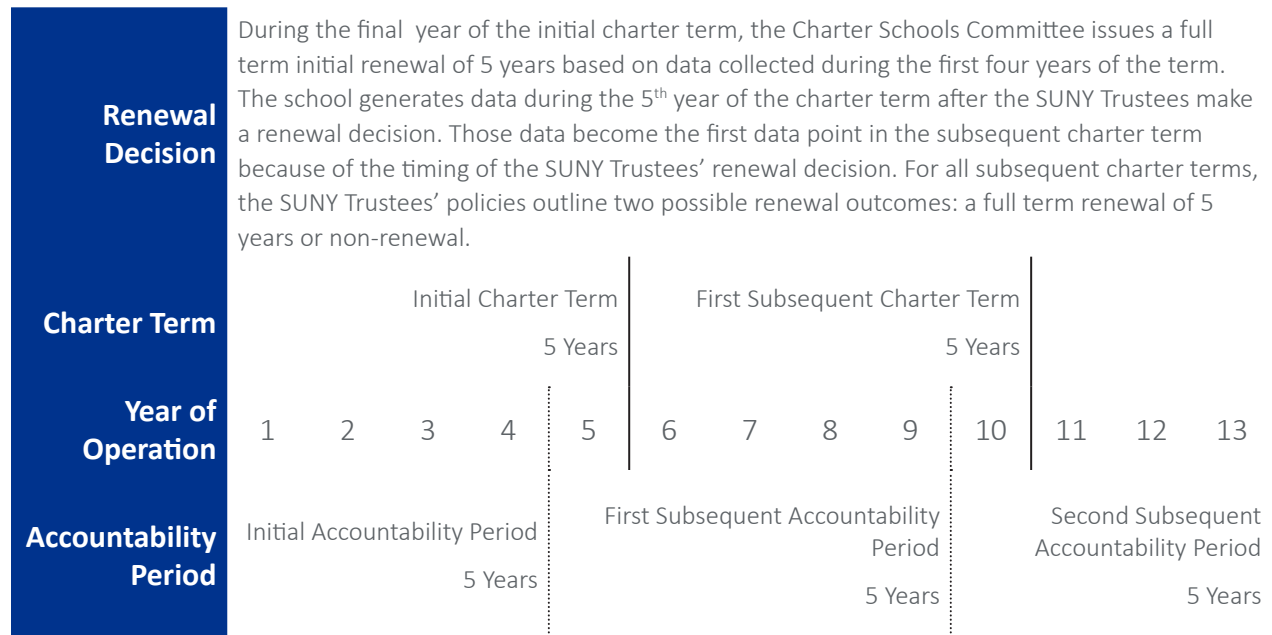 Renewal
Decision
During the final  year of the initial charter term, the Charter Schools Committee issues a full
term initial renewal of 5 years based on data collected during the first four years of the term.
The school generates data during the 5th year of the charter term after the SUNY Trustees make
a renewal decision. Those data become the first data point in the subsequent charter term
because of the timing of the SUNY Trustees’ renewal decision. For all subsequent charter terms,
the SUNY Trustees’ policies outline two possible renewal outcomes: a full term renewal of 5
years or non-renewal.
Charter Term
Initial Charter Term
5 Years
First Subsequent Charter Term
5 Years
Year of
Operation
1 2 3 4 5 6 7 8 9 10 11 12 13
Accountability
Period
Initial Accountability Period
5 Years
First Subsequent Accountability
Period
5 Years
Second Subsequent
Accountability Period
5 Years